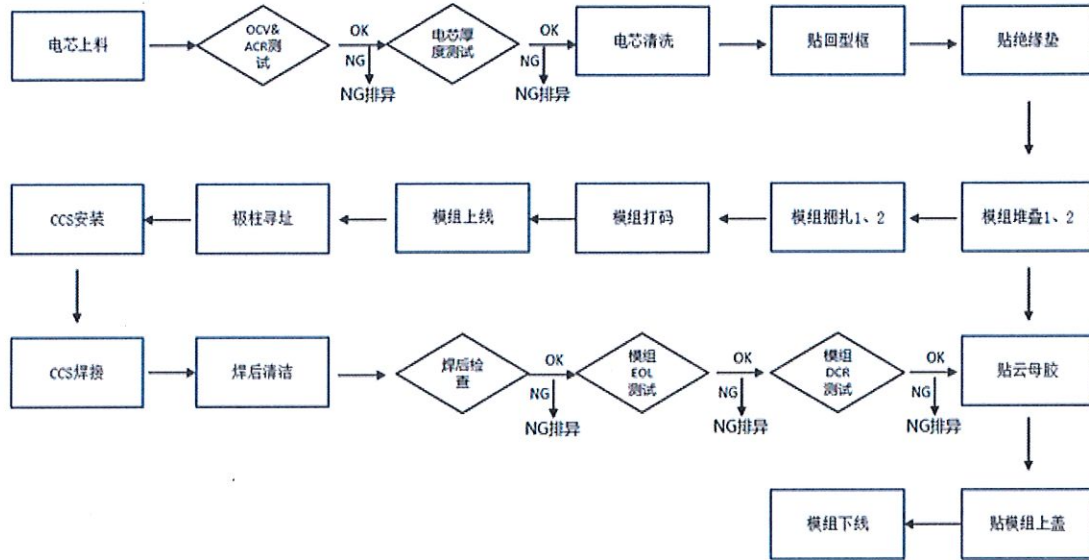 电芯上料
OCV&
ACR测
试
OK
NG
NG排异
电芯厚
度测试
OK
NG
NG排异
电芯清洗
贴回型框
贴绝缘垫
CCS安装
极柱寻址
模组上线
模组打码
模组捆扎1、2
模组堆叠1、2
CCS焊接
焊后清洁
焊后检
查
OK
NG
NG排异
模组
EOL
测试
OK
NG
NG排异
模组
DCR
测试
OK
NG
NG排异
贴云母胶
模组下线
贴模组上盖